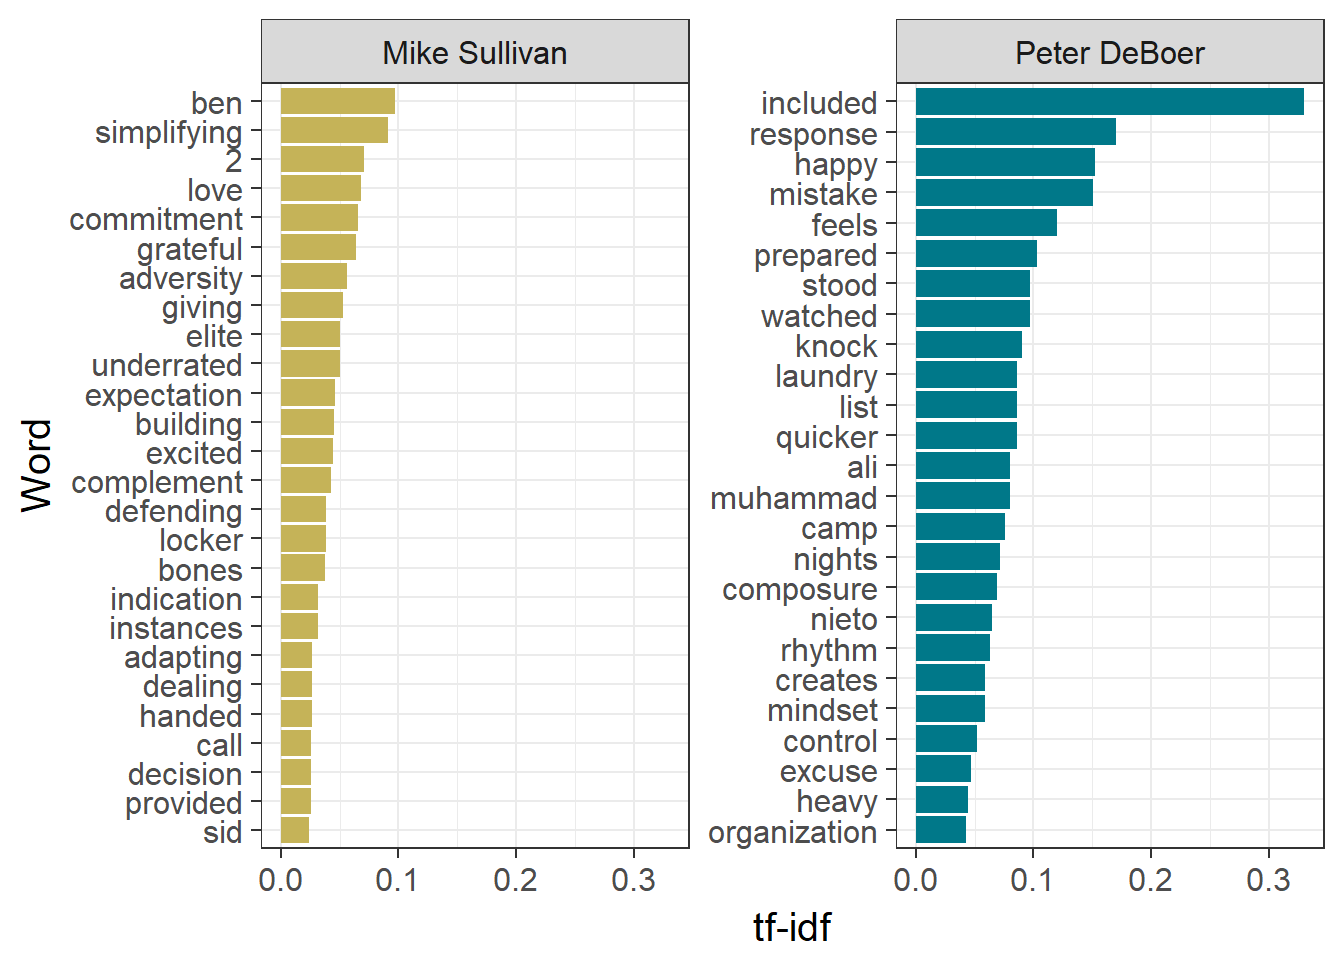 Mike Sullivan
Peter DeBoer
Word
ben
simplifying
2
love
commitment
grateful
adversity
giving
elite
underrated
expectation
building
excited
complement
defending
locker
bones
indication
instances
adapting
dealing
handed
call
decision
provided
sid
0.0 0.1 0.2 0.3
included
response
happy
mistake
feels
prepared
stood
watched
knock
laundry
list
quicker
ali
muhammad
camp
nights
composure
nieto
rhythm
creates
mindset
control
excuse
heavy
organization
0.0 0.1 0.2 0.3
tf-idf